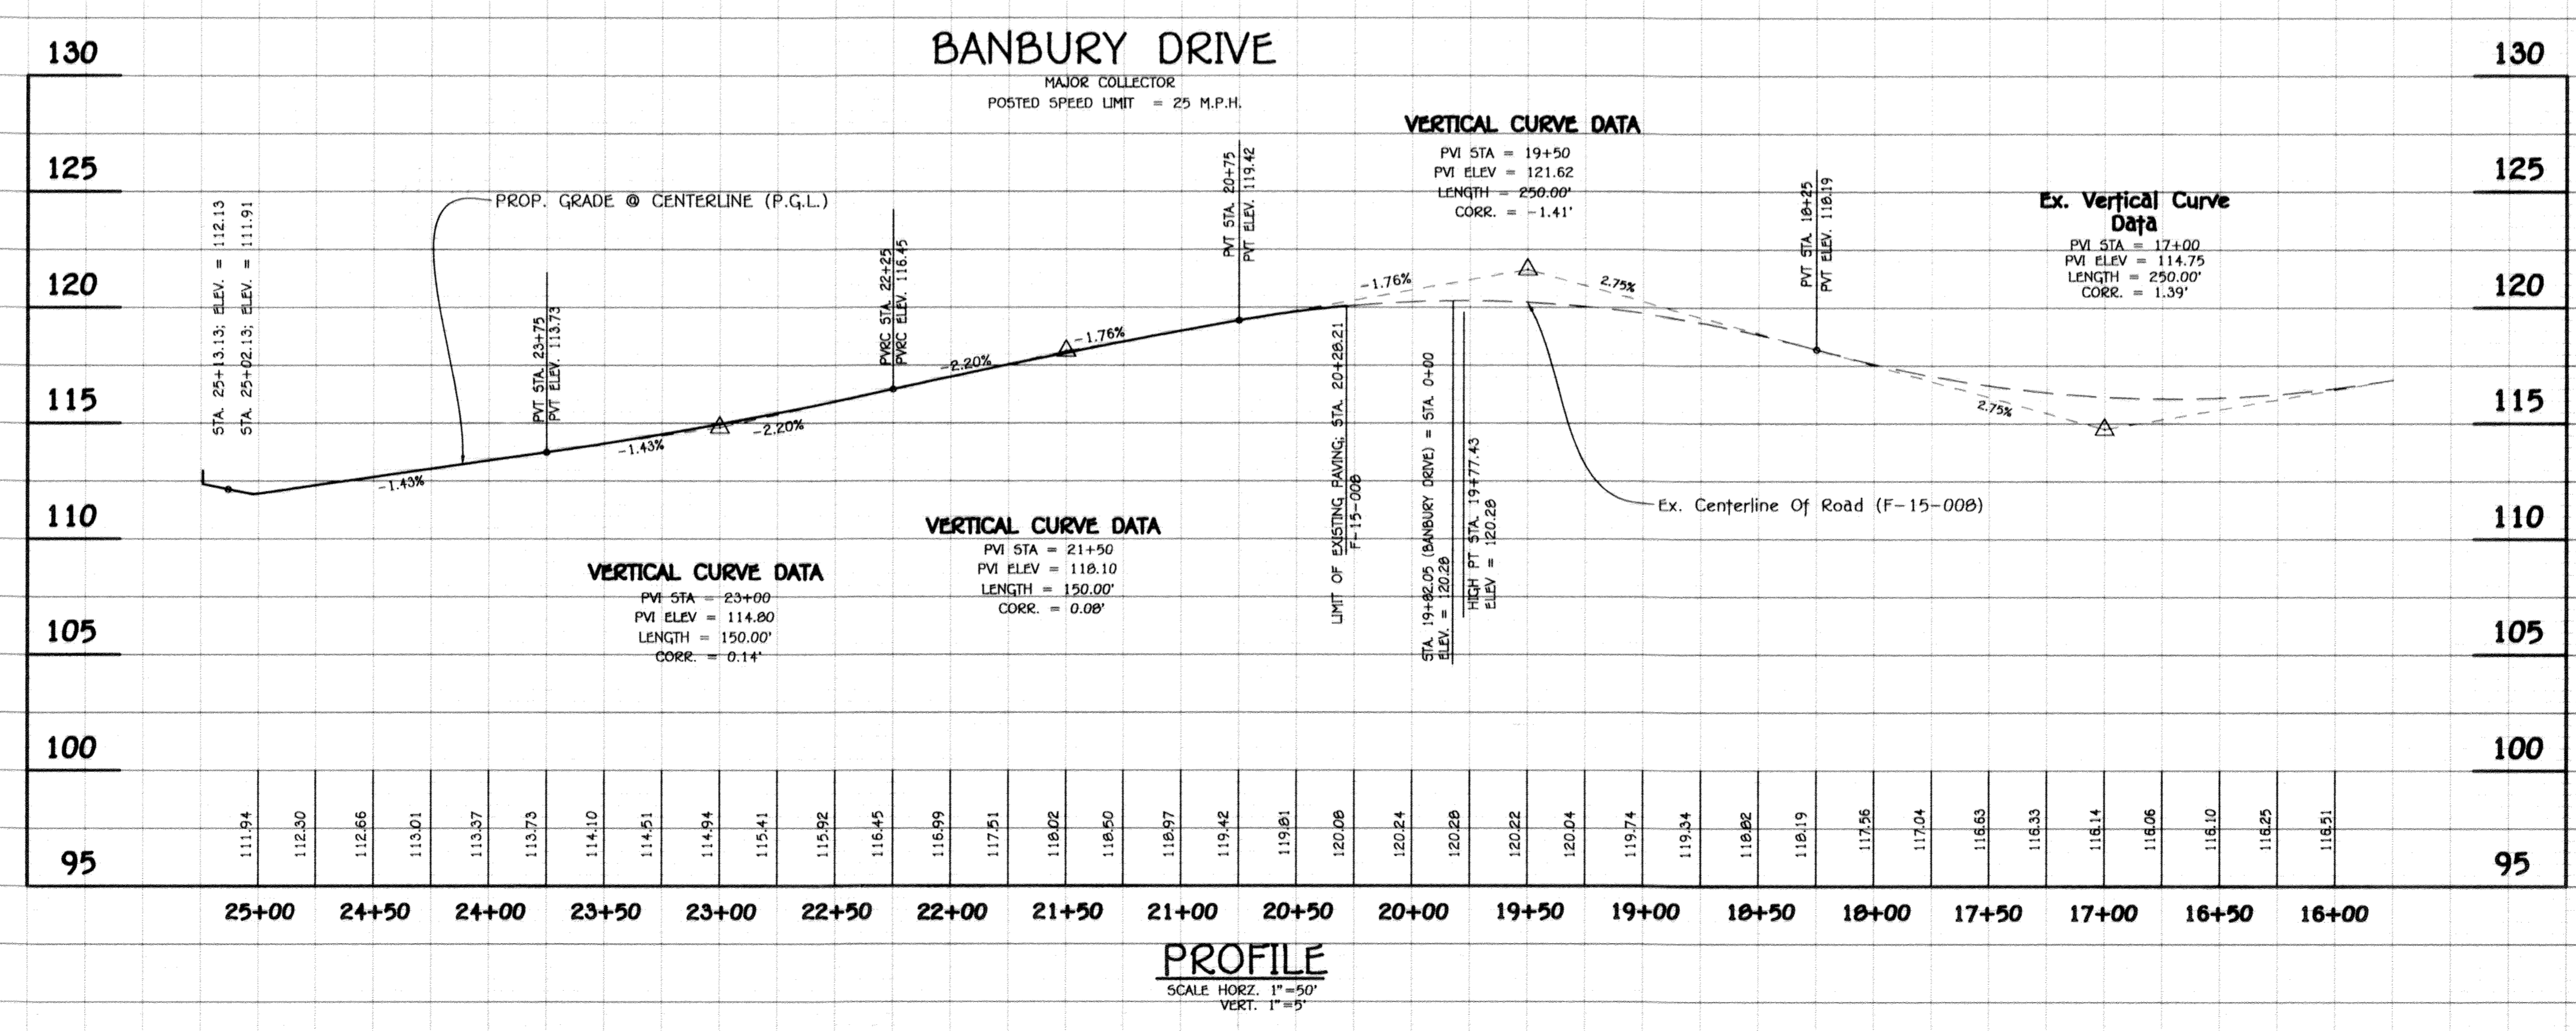 BANBURY DRIVE
MAJOR COLLECTOR
POSTED SPEED LIMIT = 25 M.P.H.
130
125
120
115
110
105
100
95
130
125
120
115
110
105
100
95
STA. 25+13.13; ELEV. = 112.13
STA. 25+02.13; ELEV. = 111.91
PROP. GRADE @ CENTERLINE (P.G.L.)
PVT STA. 23+75
PVT ELEV. 113.73
PVRC STA. 22+25
PVRC ELEV. 116.45
PVT STA. 20+75
PVT ELEV. 119.42
VERTICAL CURVE DATA
PVI STA = 19+50
PVI ELEV = 121.62
LENGTH = 250.00'
CORR. = -1.41'
PVT STA. 18+25
PVT ELEV. 118.19
Ex. Vertical Curve
Data
PVI STA = 17+00
PVI ELEV = 114.75
LENGTH = 250.00'
CORR. = 1.39'
-1.43%
-1.43%
-2.20%
-2.20%
-1.76%
-1.76%
2.75%
2.75%
VERTICAL CURVE DATA
PVI STA = 23+00
PVI ELEV = 114.80
LENGTH = 150.00'
CORR. = 0.14'
VERTICAL CURVE DATA
PVI STA = 21+50
PVI ELEV = 118.10
LENGTH = 150.00'
CORR. = 0.08'
LIMIT OF EXISTING PAVING; STA. 20+28.21
F-15-008
STA. 19+82.05 (BANBURY DRIVE) = STA. 0+00
ELEV. = 120.28
HIGH PT STA. 19+77.43
ELEV = 120.28
Ex. Centerline Of Road (F-15-008)
111.94 112.30 112.66 113.01 113.37 113.73 114.10 114.51 114.94 115.41 115.92 116.45 116.99 117.51 118.02 118.50 118.97 119.42 119.81 120.08 120.24 120.28 120.22 120.04 119.74 119.34 118.82 118.19 117.56 117.04 116.63 116.33 116.14 116.06 116.10 116.25 116.51
25+00 24+50 24+00 23+50 23+00 22+50 22+00 21+50 21+00 20+50 20+00 19+50 19+00 18+50 18+00 17+50 17+00 16+50 16+00
PROFILE
SCALE HORZ. 1"=50'
VERT. 1"=5'